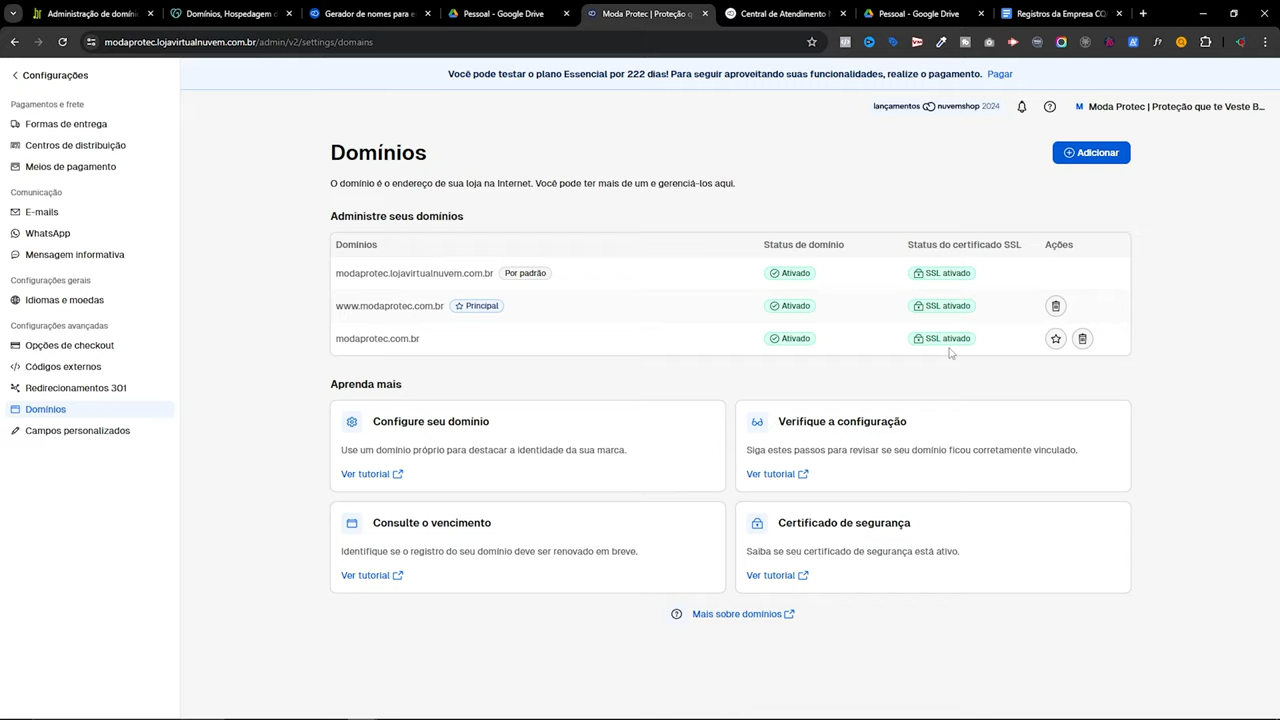 Administração de domín
Domínios, Hospedagem d
Gerador de nomes para e
Pessoal - Google Drive
Moda Protec | Proteção q
Central de Atendimento
Pessoal - Google Drive
Registros da Empresa
modaprotec.lojavirtualnuvem.com.br/admin/v2/settings/domains
Configurações
Pagamentos e frete
Formas de entrega
Centros de distribuição
Meios de pagamento
Comunicação
E-mails
WhatsApp
Mensagem informativa
Configurações gerais
Idiomas e moedas
Configurações avançadas
Opções de checkout
Códigos externos
Redirecionamentos 301
Domínios
Campos personalizados
Você pode testar o plano Essencial por 222 dias! Para seguir aproveitando suas funcionalidades, realize o pagamento. Pagar
lançamentos nuvemshop 2024
M Moda Protec | Proteção que te Veste B...
Domínios
Adicionar
O domínio é o endereço de sua loja na Internet. Você pode ter mais de um e gerenciá-los aqui.
Administre seus domínios
Domínios Status de domínio Status do certificado SSL Ações
modaprotec.lojavirtualnuvem.com.br Por padrão Ativado SSL ativado
www.modaprotec.com.br Principal Ativado SSL ativado
modaprotec.com.br Ativado SSL ativado
Aprenda mais
Configure seu domínio
Use um domínio próprio para destacar a identidade da sua marca.
Ver tutorial
Verifique a configuração
Siga estes passos para revisar se seu domínio ficou corretamente vinculado.
Ver tutorial
Consulte o vencimento
Identifique se o registro do seu domínio deve ser renovado em breve.
Ver tutorial
Certificado de segurança
Saiba se seu certificado de segurança está ativo.
Ver tutorial
Mais sobre domínios